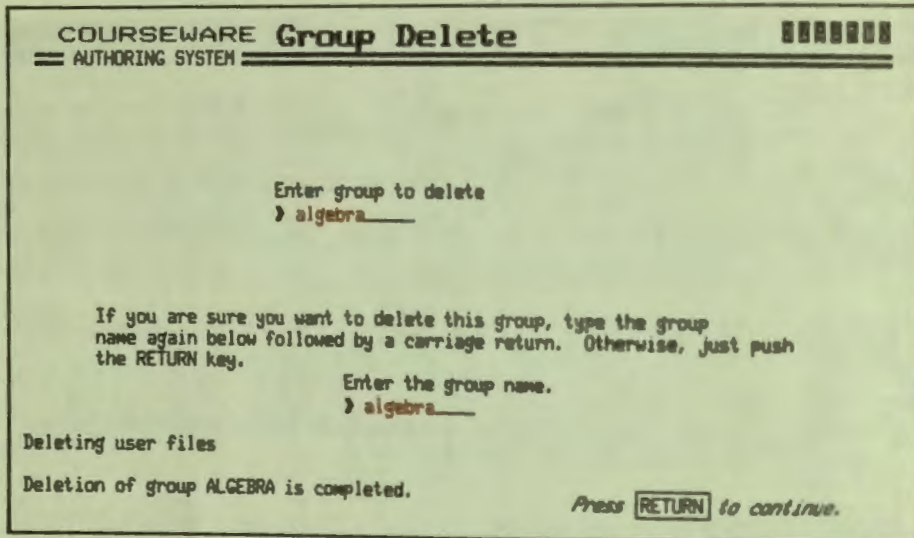 COURSEWARE Group Delete
AUTHORING SYSTEM
Enter group to delete
❯ algebra
If you are sure you want to delete this group, type the group
name again below followed by a carriage return. Otherwise, just push
the RETURN key.
Enter the group name.
❯ algebra
Deleting user files
Deletion of group ALGEBRA is completed.
Press RETURN to continue.